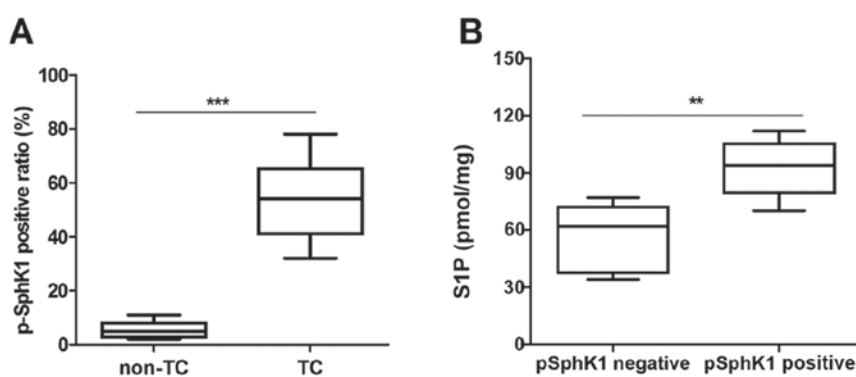 A
p-SphK1 positive ratio (%)
100
80
60
40
20
0
***
non-TC
TC
B
S1P (pmol/mg)
150
120
90
60
30
0
**
pSphK1 negative
pSphK1 positive